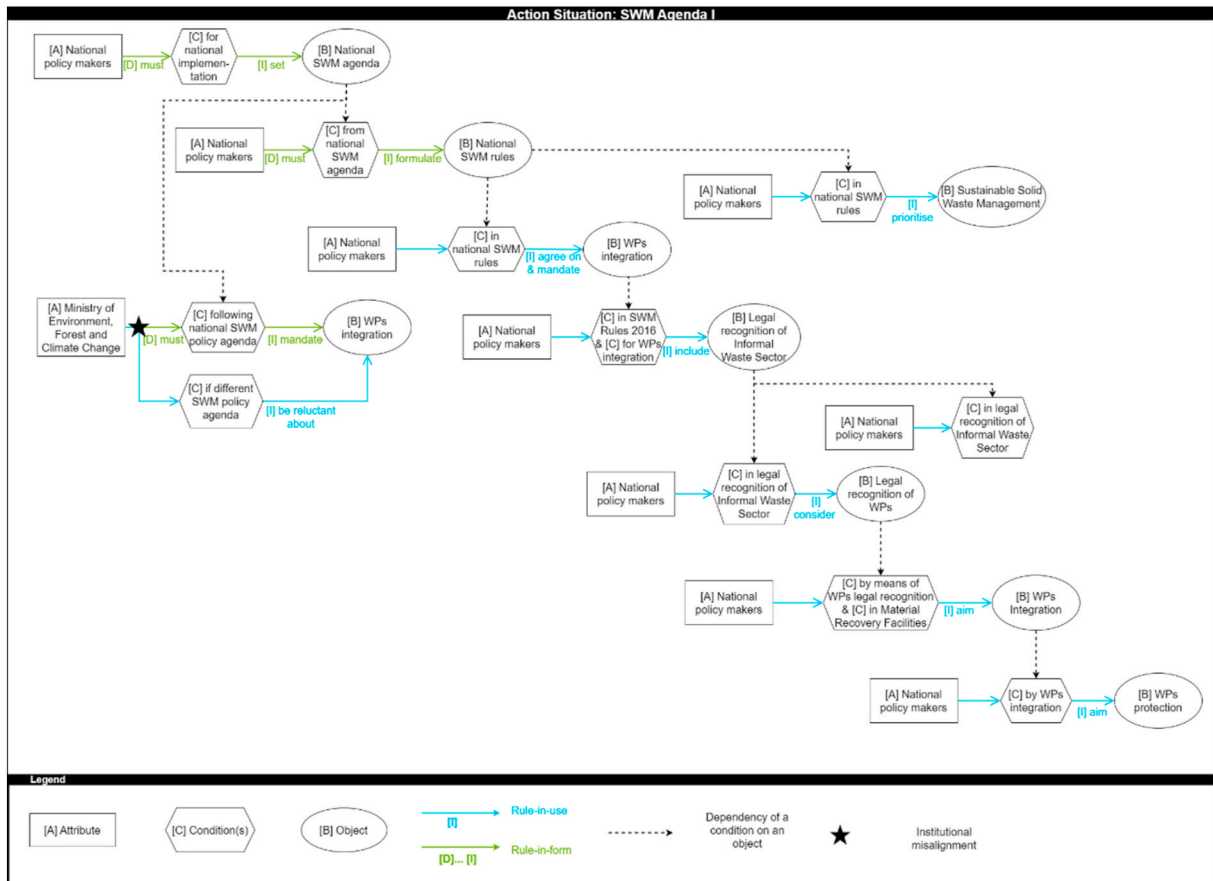 Action Situation: SWM Agenda I
[A] National
policy makers
[D] must
[C] for
national
implemen-
tation
[I] set
[B] National
SWM agenda
[A] National
policy makers
[D] must
[C] from
national
SWM agenda
[I] formulate
[B] National
SWM rules
[A] National
policy makers
[C] in
national SWM
rules
[I]
prioritise
[B] Sustainable Solid
Waste Management
[A] National
policy makers
[C] in
national SWM
rules
[I] agree on
& mandate
[B] WPs
integration
[A] Ministry of
Environment,
Forest and
Climate Change
[D] must
[C] following
national SWM
policy agenda
[I] mandate
[B] WPs
integration
[C] if different
SWM policy
agenda
[I] be reluctant
about
[A] National
policy makers
[C] in SWM
Rules 2016
& [C] for WPs
integration
[I] include
[B] Legal
recognition of
Informal
Waste Sector
[A] National
policy makers
[C] in legal
recognition of
Informal Waste
Sector
[A] National
policy makers
[C] in legal
recognition of
Informal Waste
Sector
[I]
consider
[B] Legal
recognition of
WPs
[A] National
policy makers
[C] by means of
WPs legal recognition
& [C] in Material
Recovery Facilities
[I] aim
[B] WPs
Integration
[A] National
policy makers
[C] by WPs
integration
[I] aim
[B] WPs
protection
Legend
[A] Attribute
[C] Condition(s)
[B] Object
[I]
Rule-in-use
[D]... [I]
Rule-in-form
Dependency of a
condition on an
object
Institutional
misalignment